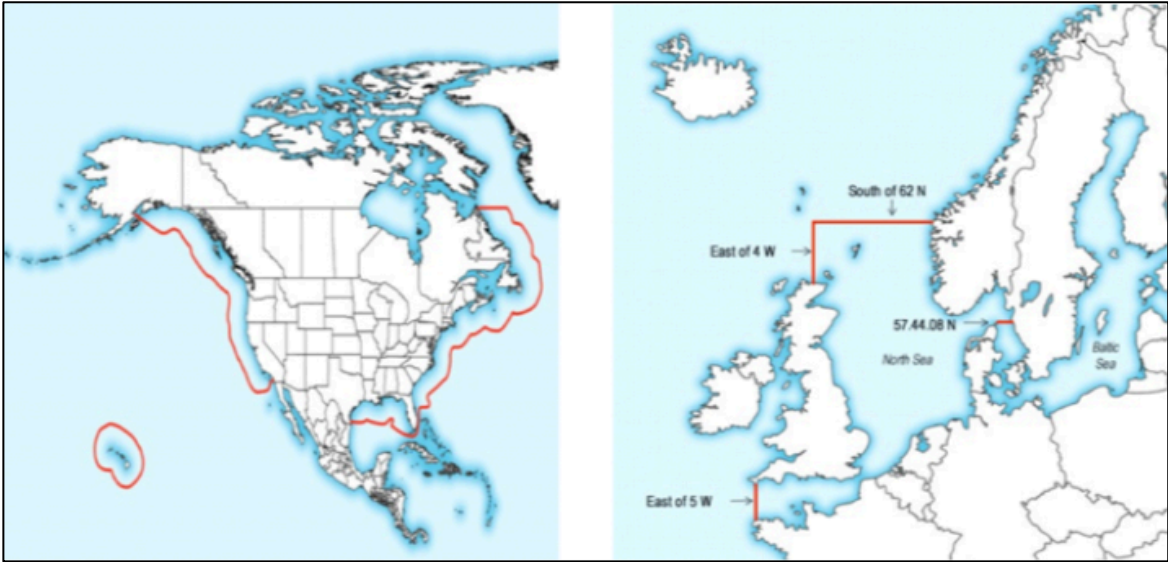 South of 62 N
East of 4 W
57.44.08 N
North Sea
Baltic
Sea
East of 5 W